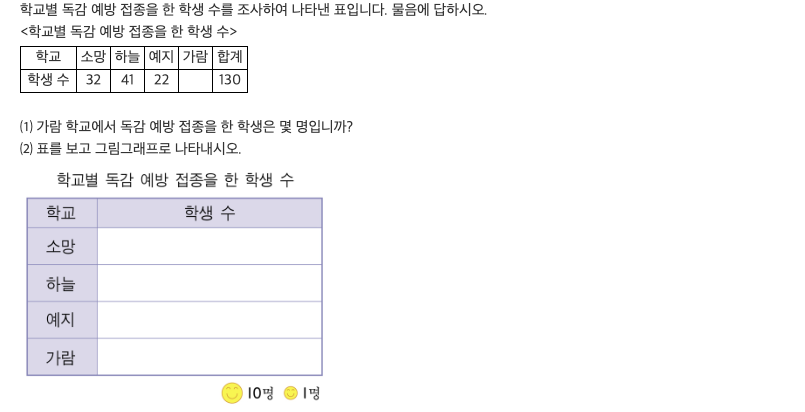 학교별 독감 예방 접종을 한 학생 수를 조사하여 나타낸 표입니다. 물음에 답하시오.
<학교별 독감 예방 접종을 한 학생 수>
학교 소망 하늘 예지 가람 합계
학생 수 32 41 22 130
(1) 가람 학교에서 독감 예방 접종을 한 학생은 몇 명입니까?
(2) 표를 보고 그림그래프로 나타내시오.
학교별 독감 예방 접종을 한 학생 수
학교 학생 수
소망
하늘
예지
가람
10명 1명